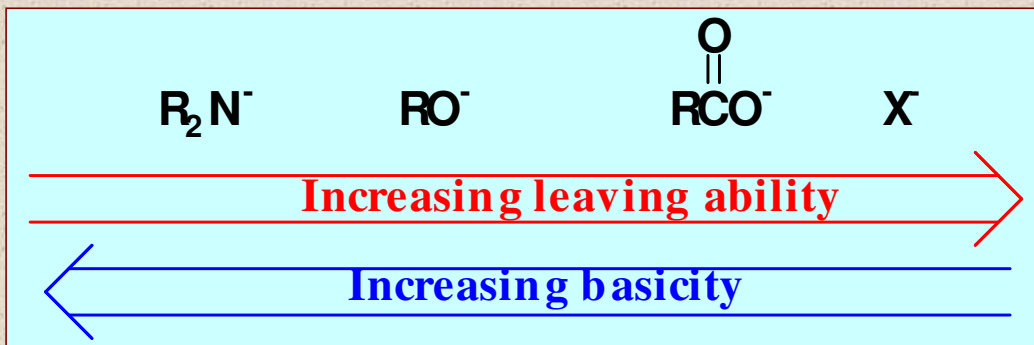 O
R₂N⁻ RO⁻ RCO⁻ X⁻
Increasing leaving ability
Increasing basicity